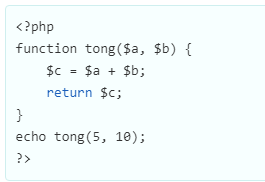 <?php
function tong($a, $b) {
    $c = $a + $b;
    return $c;
}
echo tong(5, 10);
?>